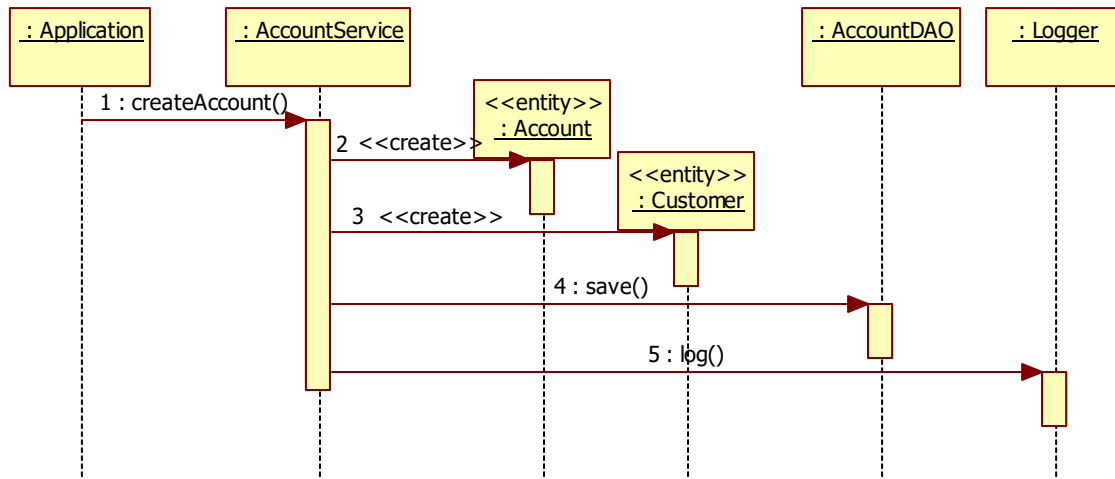 : Application
: AccountService
: AccountDAO
: Logger
<<entity>>
: Account
1 : createAccount()
2 <<create>>
<<entity>>
: Customer
3 <<create>>
4 : save()
5 : log()